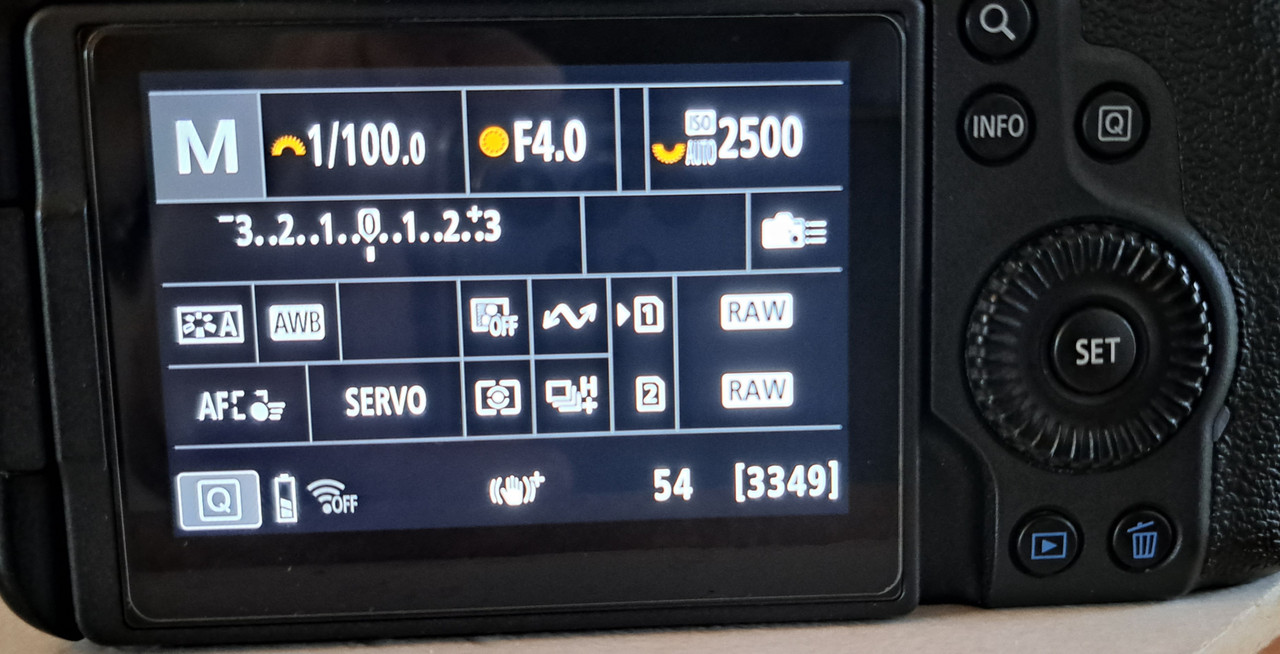 M 1/100.0 F4.0 ISO AUTO 2500
INFO Q
-3..2..1..0..1..2..+3
A AWB OFF 1 RAW
SET
AF SERVO H+ 2 RAW
Q OFF 54 [3349]